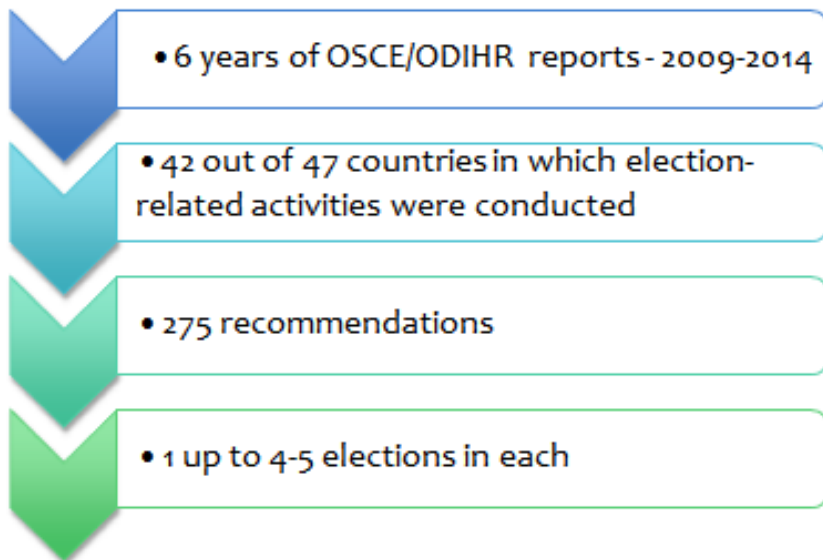 • 6 years of OSCE/ODIHR reports - 2009-2014
• 42 out of 47 countries in which election-
related activities were conducted
• 275 recommendations
• 1 up to 4-5 elections in each